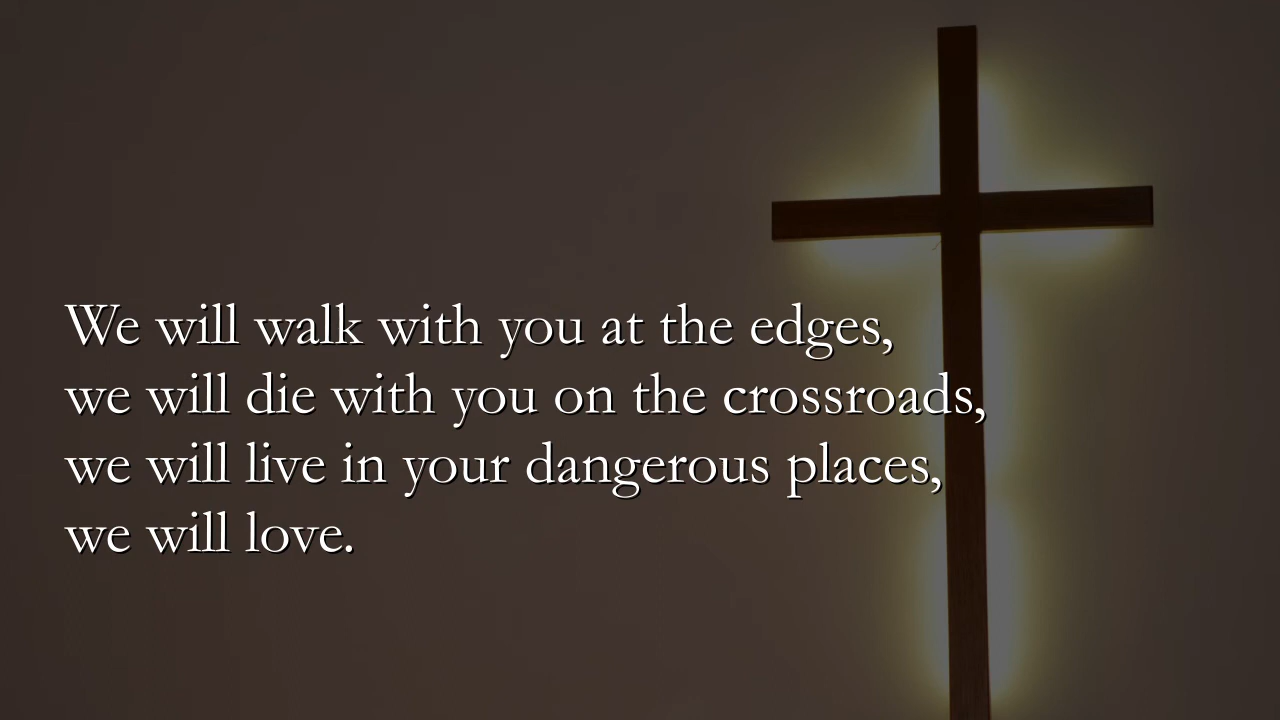 We will walk with you at the edges,
we will die with you on the crossroads,
we will live in your dangerous places,
we will love.